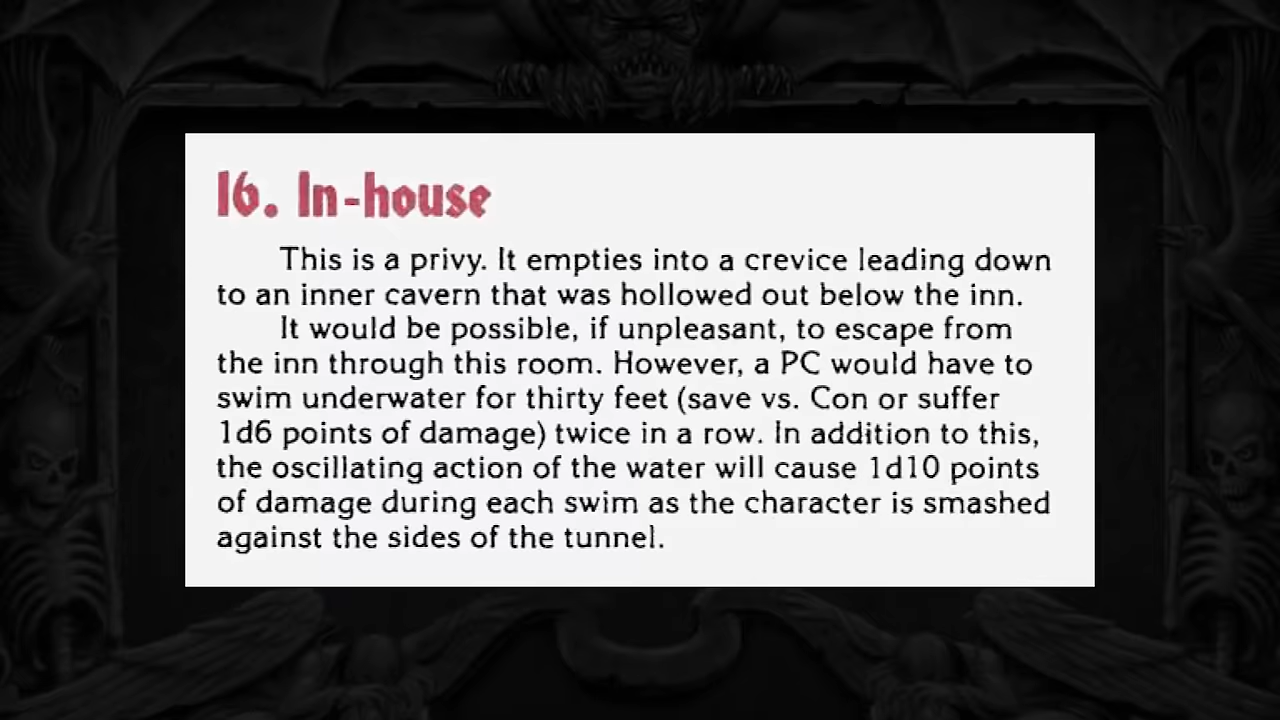 16. In-house
This is a privy. It empties into a crevice leading down
to an inner cavern that was hollowed out below the inn.
It would be possible, if unpleasant, to escape from
the inn through this room. However, a PC would have to
swim underwater for thirty feet (save vs. Con or suffer
1d6 points of damage) twice in a row. In addition to this,
the oscillating action of the water will cause 1d10 points
of damage during each swim as the character is smashed
against the sides of the tunnel.